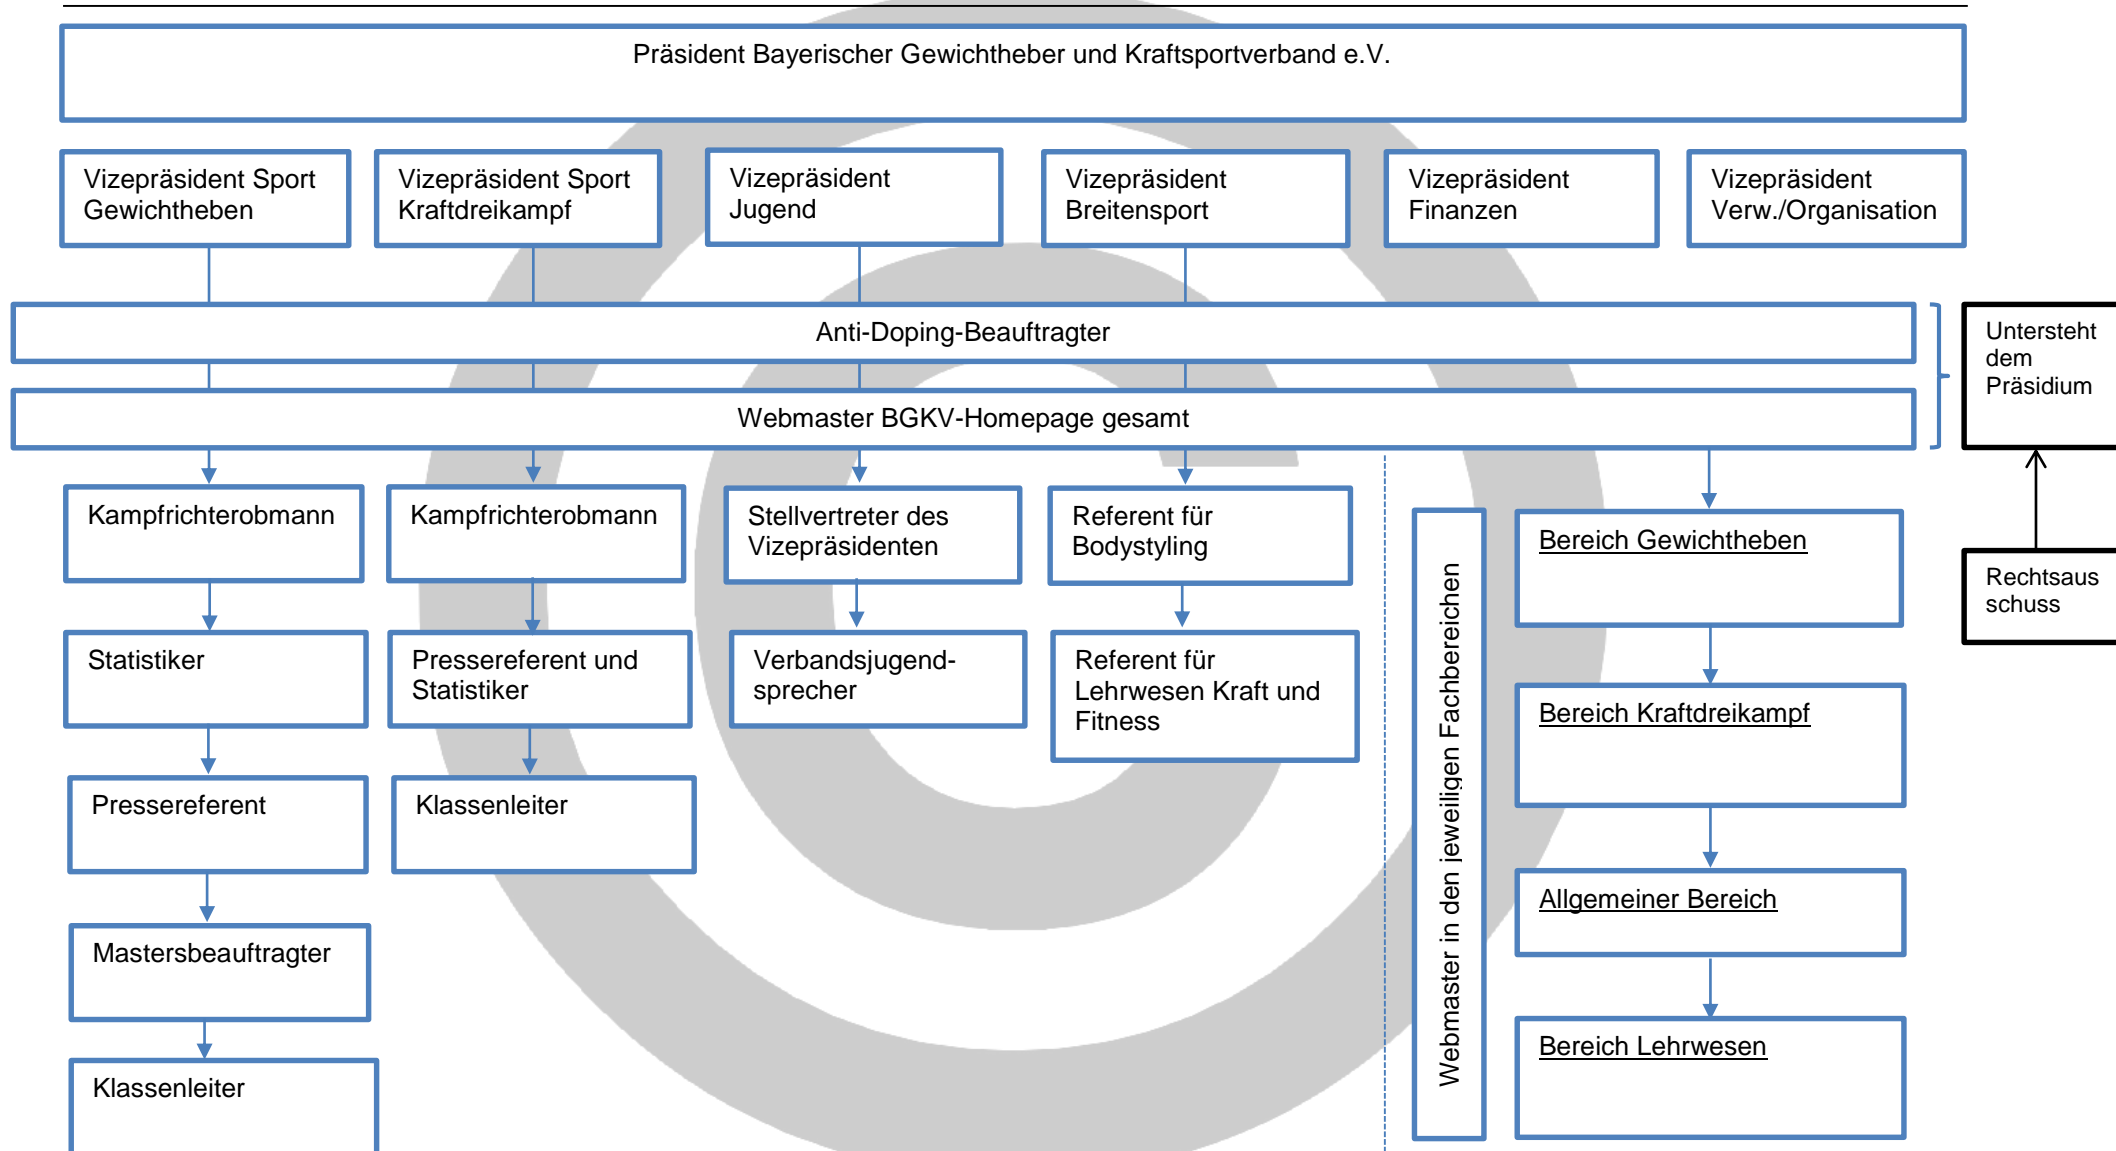 Präsident Bayerischer Gewichtheber und Kraftsportverband e.V.
Vizepräsident Sport
Gewichtheben
Vizepräsident Sport
Kraftdreikampf
Vizepräsident
Jugend
Vizepräsident
Breitensport
Vizepräsident
Finanzen
Vizepräsident
Verw./Organisation
Anti-Doping-Beauftragter
Webmaster BGKV-Homepage gesamt
Untersteht
dem
Präsidium
Rechtsaus
schuss
Kampfrichterobmann
Statistiker
Pressereferent
Mastersbeauftragter
Klassenleiter
Kampfrichterobmann
Pressereferent und
Statistiker
Klassenleiter
Stellvertreter des
Vizepräsidenten
Verbandsjugend-
sprecher
Referent für
Bodystyling
Referent für
Lehrwesen Kraft und
Fitness
Webmaster in den jeweiligen Fachbereichen
Bereich Gewichtheben
Bereich Kraftdreikampf
Allgemeiner Bereich
Bereich Lehrwesen